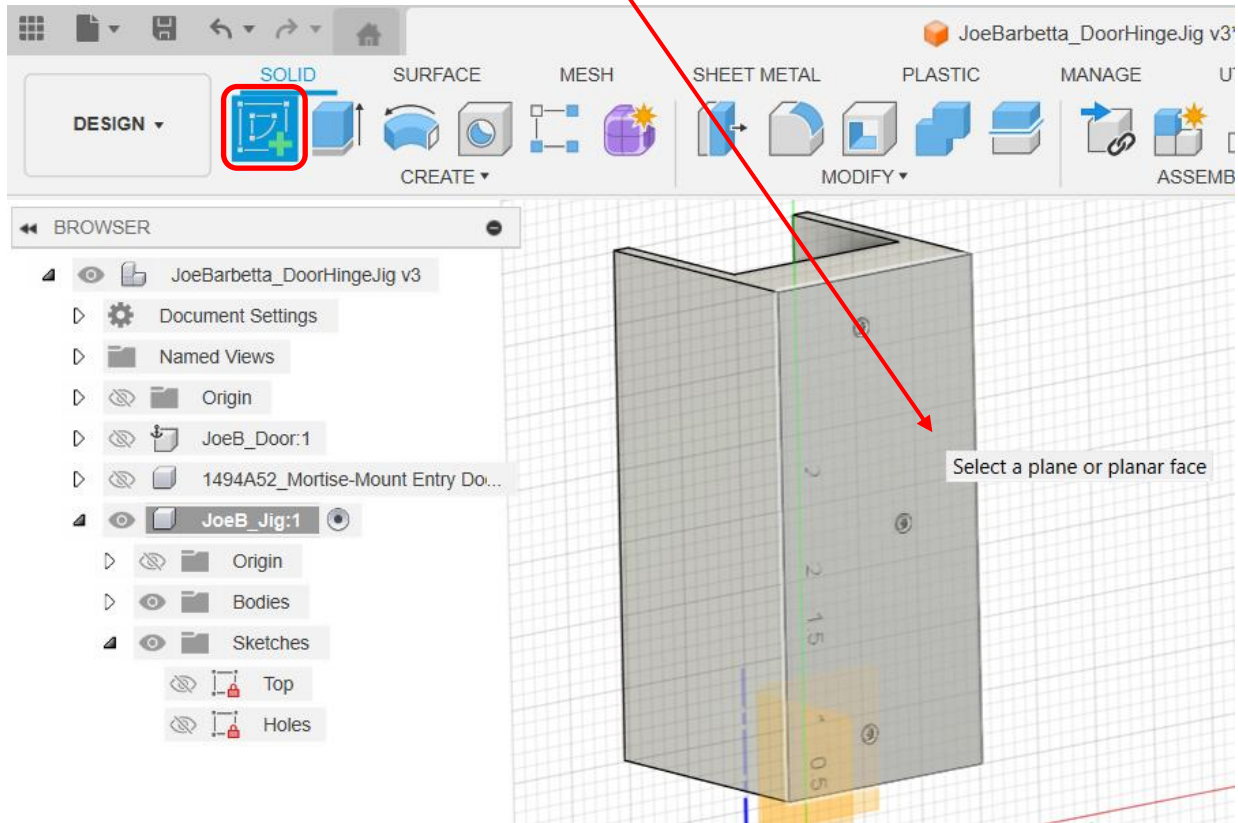 JoeBarbetta_DoorHingeJig v3*
SOLID SURFACE MESH SHEET METAL PLASTIC MANAGE UT
DESIGN
CREATE MODIFY ASSEMB
BROWSER
JoeBarbetta_DoorHingeJig v3
Document Settings
Named Views
Origin
JoeB_Door:1
1494A52_Mortise-Mount Entry Do...
JoeB_Jig:1
Origin
Bodies
Sketches
Top
Holes
Select a plane or planar face
2
2
1.5
1
0.5